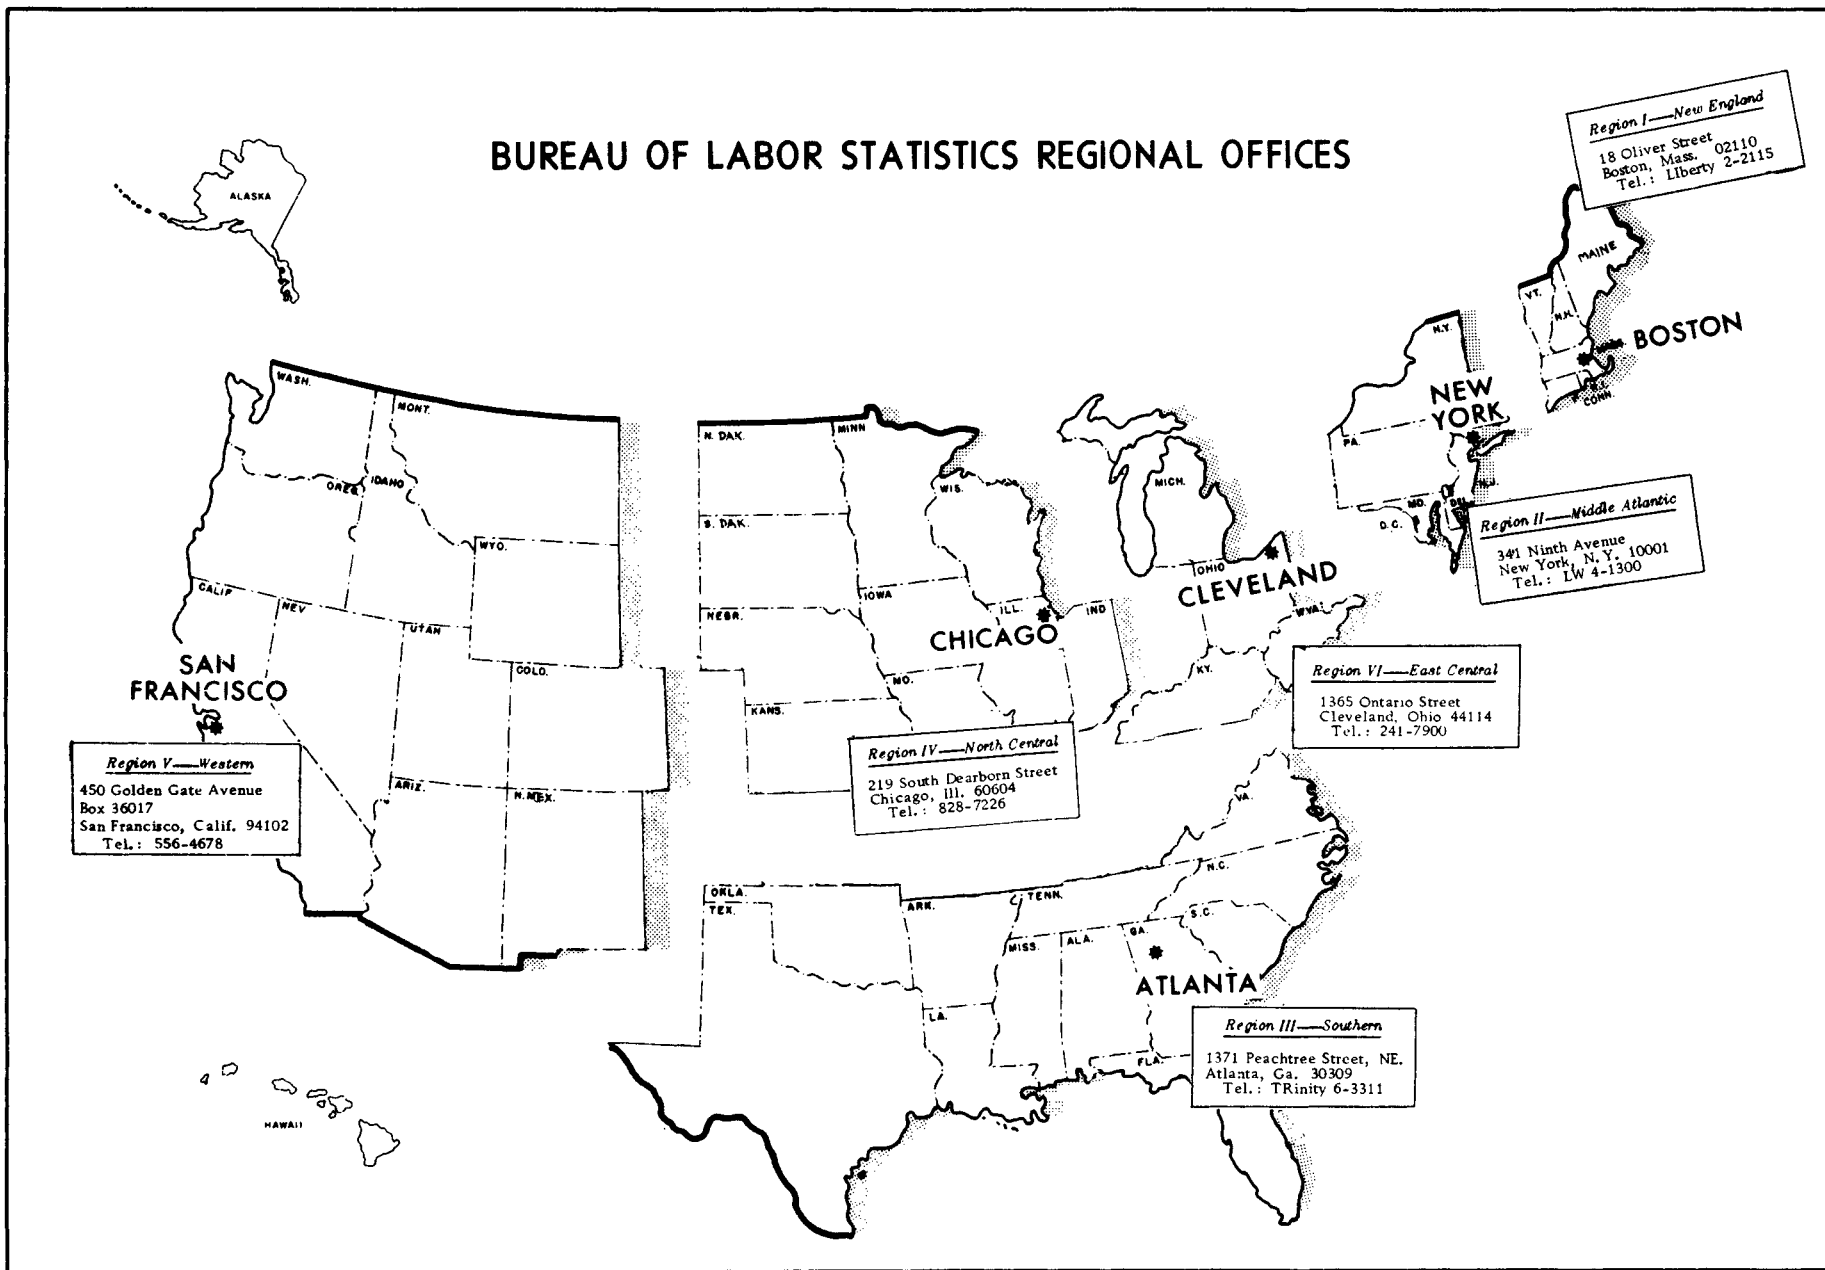 BUREAU OF LABOR STATISTICS REGIONAL OFFICES
Region I—New England
18 Oliver Street
Boston, Mass. 02110
Tel.: LIberty 2-2115
ALASKA
MAINE
VT.
N.H.
MASS.
BOSTON
R.I.
CONN.
N.Y.
NEW
YORK
PA.
N.J.
MD.
DEL.
D.C.
Region II—Middle Atlantic
341 Ninth Avenue
New York, N. Y. 10001
Tel.: LW 4-1300
WASH.
MONT.
OREG.
IDAHO
WYO.
CALIF
NEV
UTAH
COLO.
ARIZ.
N.MEX.
SAN
FRANCISCO
Region V—Western
450 Golden Gate Avenue
Box 36017
San Francisco, Calif. 94102
Tel.: 556-4678
N. DAK.
MINN
S. DAK.
WIS.
NEBR.
IOWA
ILL.
IND
CHICAGO
MO.
KANS.
Region IV—North Central
219 South Dearborn Street
Chicago, Ill. 60604
Tel.: 828-7226
MICH.
OHIO
CLEVELAND
W.VA.
KY.
Region VI—East Central
1365 Ontario Street
Cleveland, Ohio 44114
Tel.: 241-7900
VA.
N.C.
OKLA.
TEX.
ARK.
TENN.
S.C.
MISS.
ALA.
GA.
ATLANTA
LA.
FLA.
Region III—Southern
1371 Peachtree Street, NE.
Atlanta, Ga. 30309
Tel.: TRinity 6-3311
HAWAII